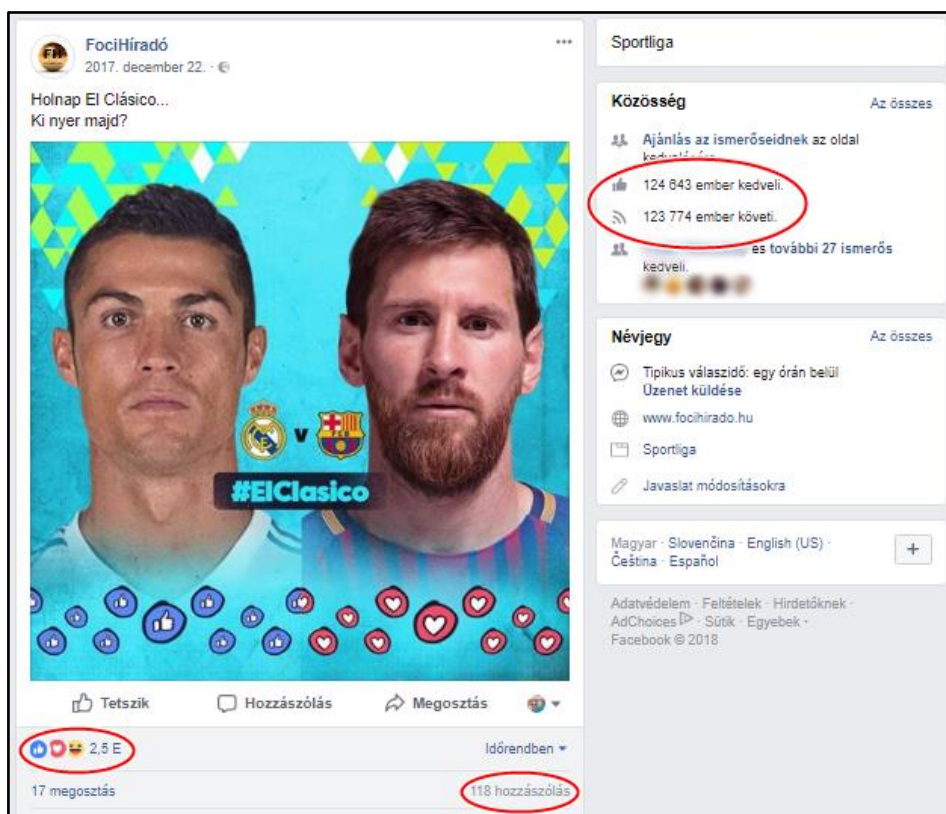 FociHíradó
2017. december 22. ·
Holnap El Clásico...
Ki nyer majd?
FCB
v
#ElClasico
Tetszik
Hozzászólás
Megosztás
2,5 E
Időrendben
17 megosztás
118 hozzászólás
Sportliga
Közösség
Az összes
Ajánlás az ismerőseidnek az oldal
124 643 ember kedveli.
123 774 ember követi.
és további 27 ismerős
kedveli.
Névjegy
Az összes
Tipikus válaszidő: egy órán belül
Üzenet küldése
www.focihirado.hu
Sportliga
Javaslat módosításokra
Magyar · Slovenčina · English (US) ·
Čeština · Español
Adatvédelem · Feltételek · Hirdetőknek ·
AdChoices · Sütik · Egyebek ·
Facebook © 2018